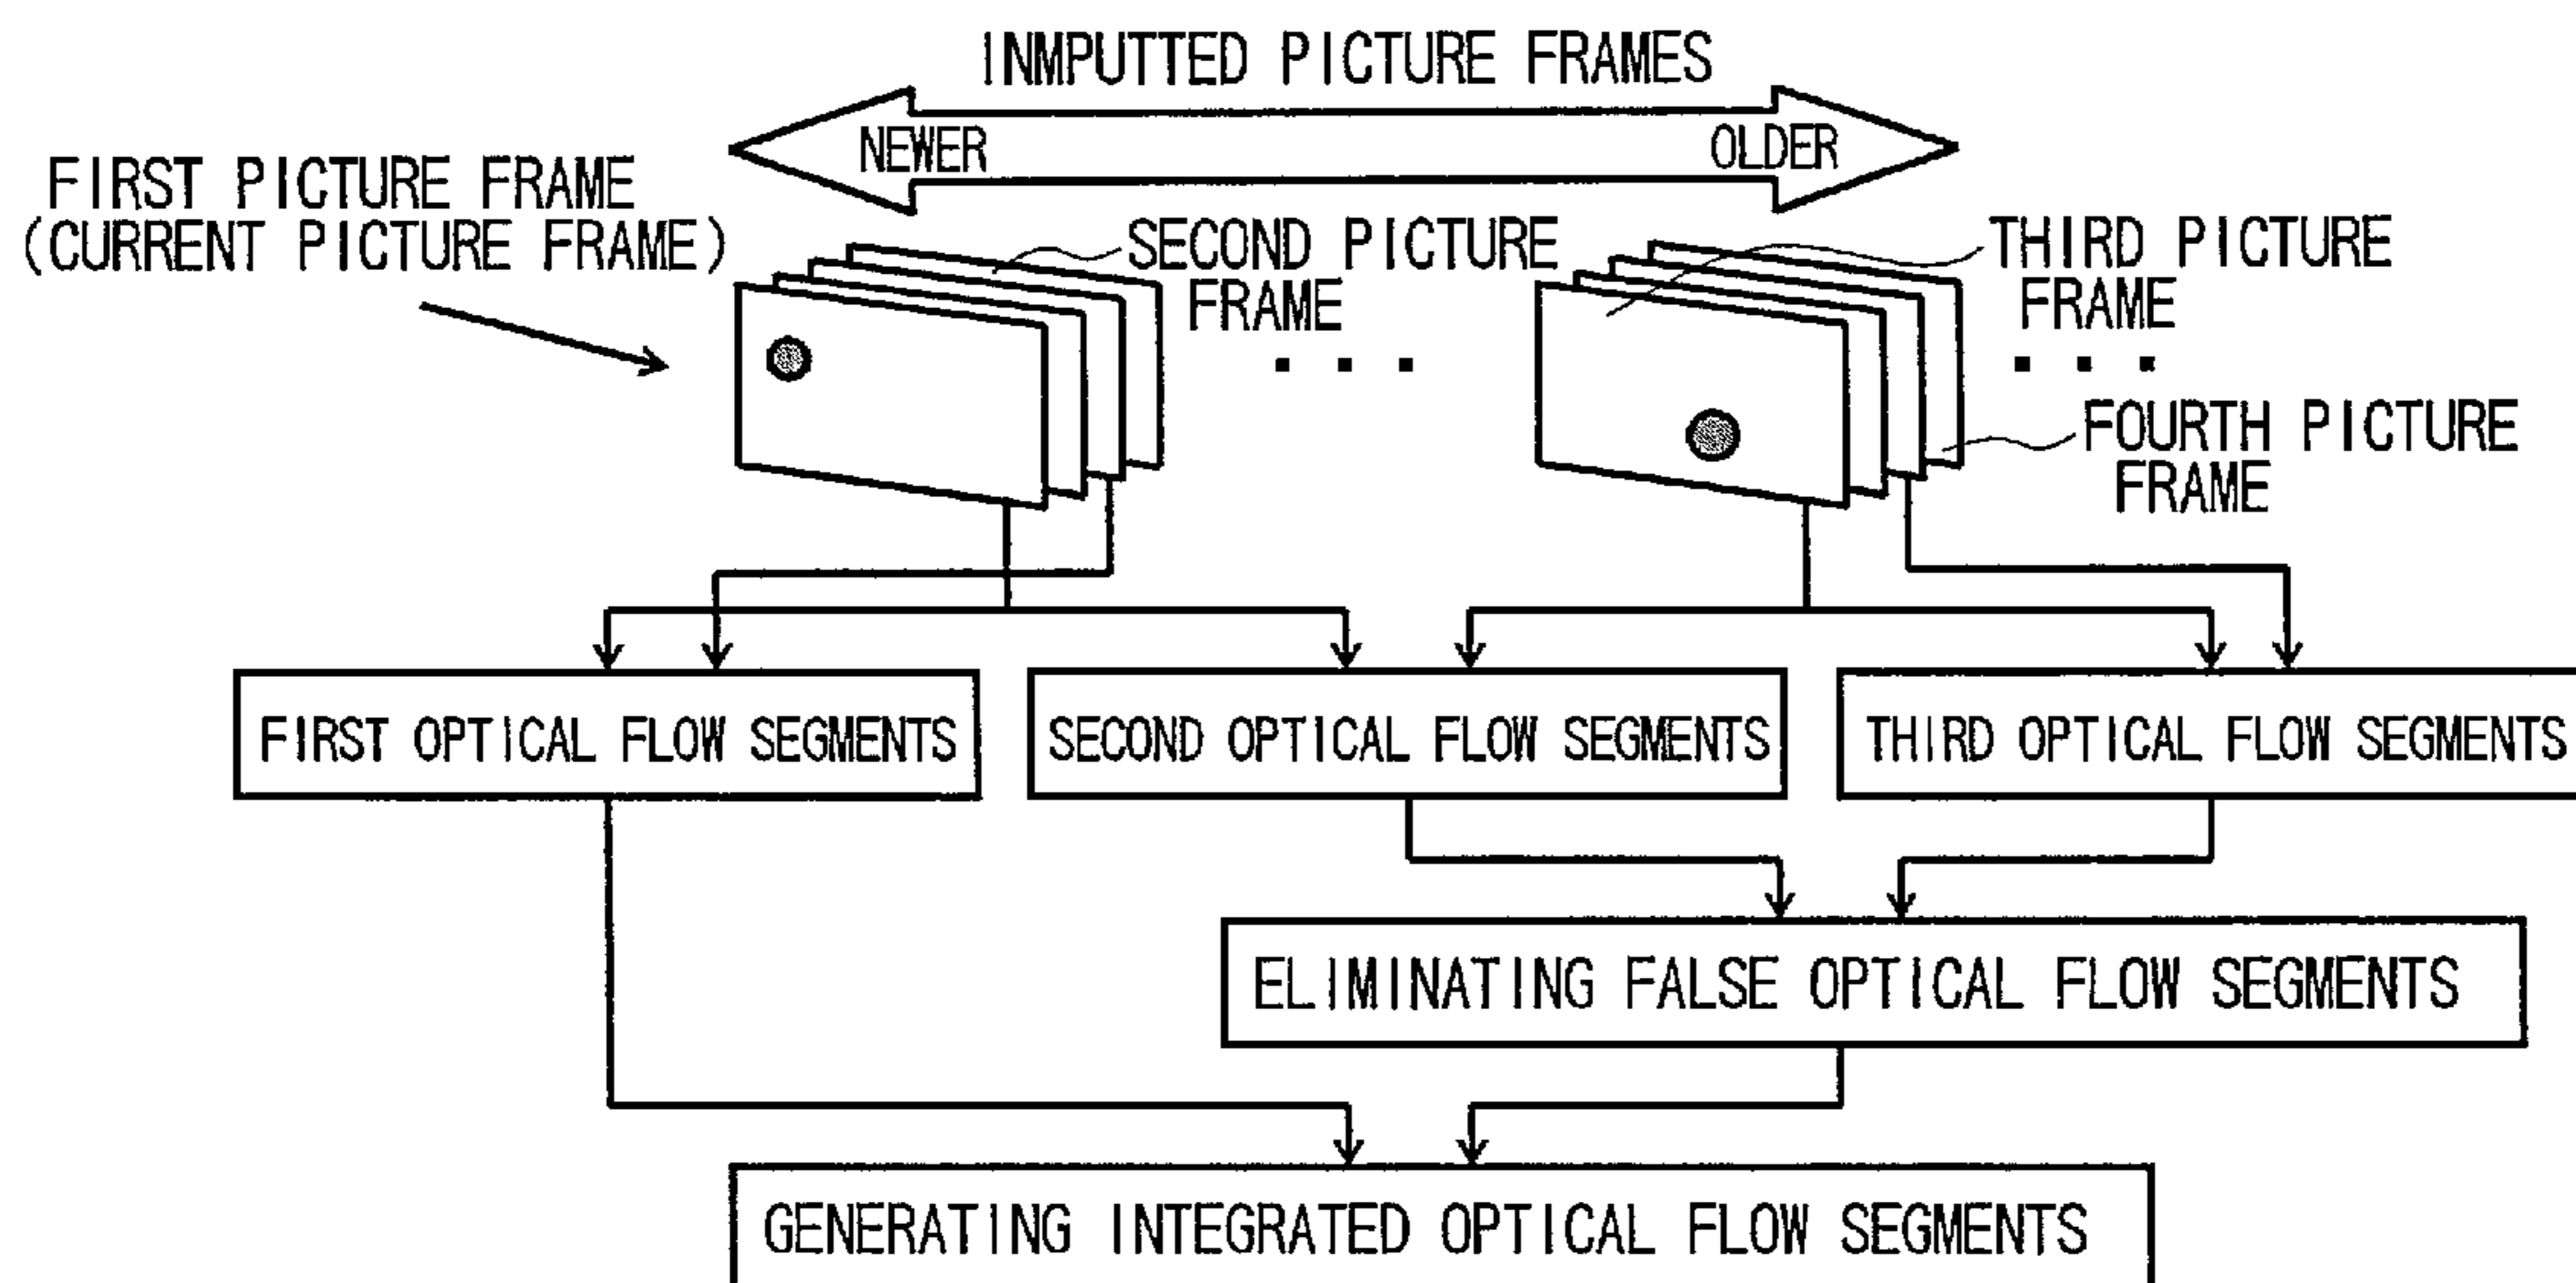 INMPUTTED PICTURE FRAMES
NEWER
OLDER
FIRST PICTURE FRAME
(CURRENT PICTURE FRAME)
SECOND PICTURE
FRAME
THIRD PICTURE
FRAME
FOURTH PICTURE
FRAME
FIRST OPTICAL FLOW SEGMENTS
SECOND OPTICAL FLOW SEGMENTS
THIRD OPTICAL FLOW SEGMENTS
ELIMINATING FALSE OPTICAL FLOW SEGMENTS
GENERATING INTEGRATED OPTICAL FLOW SEGMENTS